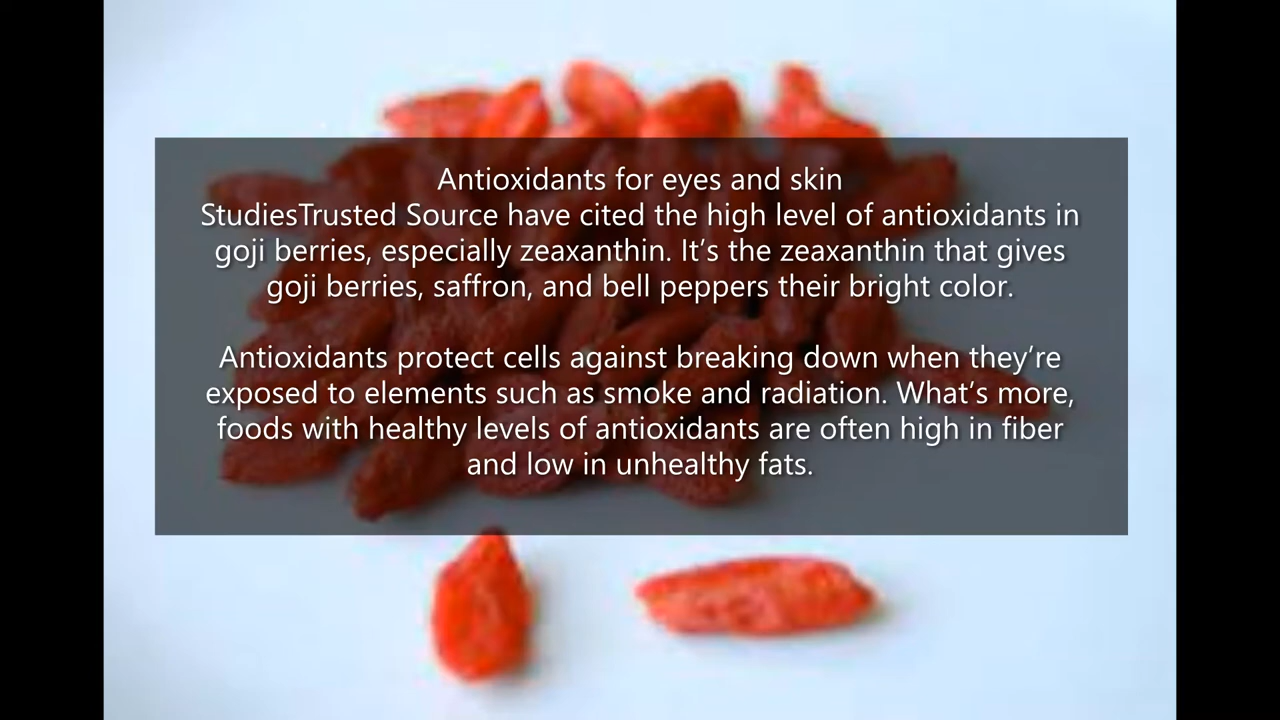 Antioxidants for eyes and skin
StudiesTrusted Source have cited the high level of antioxidants in
goji berries, especially zeaxanthin. It’s the zeaxanthin that gives
goji berries, saffron, and bell peppers their bright color.
Antioxidants protect cells against breaking down when they’re
exposed to elements such as smoke and radiation. What’s more,
foods with healthy levels of antioxidants are often high in fiber
and low in unhealthy fats.